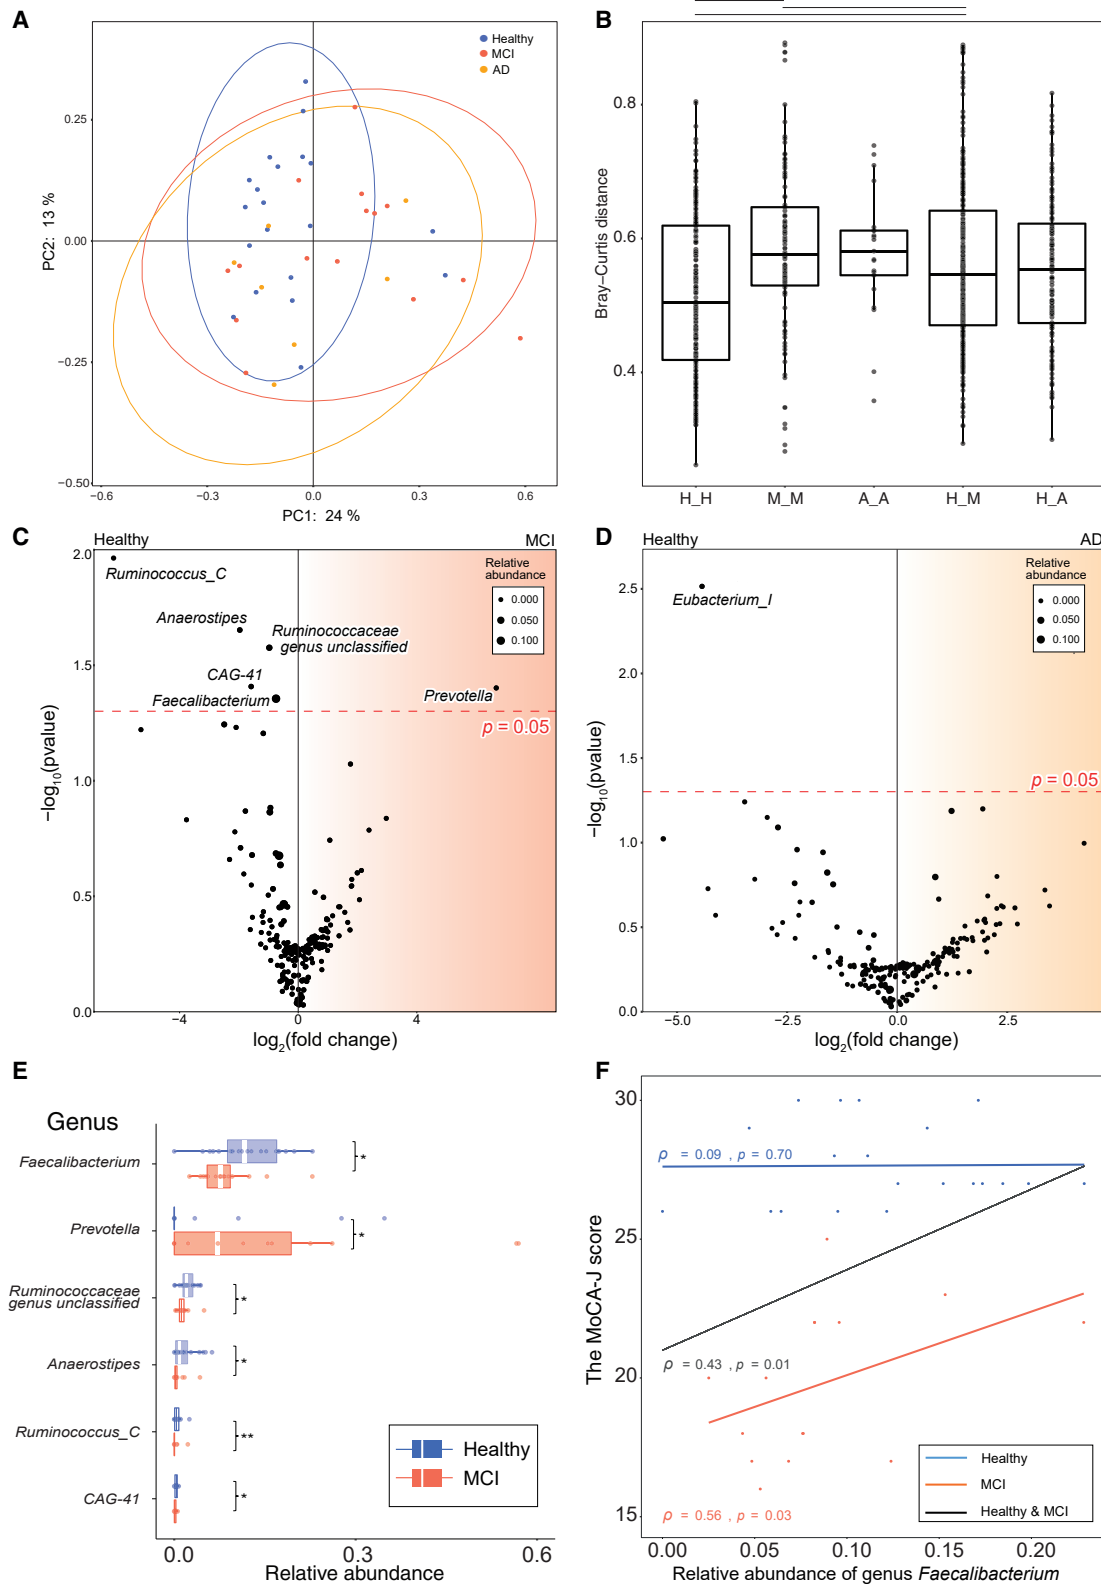 A
Healthy
MCI
AD
PC2: 13 %
0.25
0.00
−0.25
−0.50
−0.6
−0.3
0.0
0.3
0.6
PC1: 24 %
B
Bray−Curtis distance
0.8
0.6
0.4
H_H
M_M
A_A
H_M
H_A
C
Healthy
MCI
Relative
abundance
0.000
0.050
0.100
Ruminococcus_C
Anaerostipes
Ruminococcaceae
genus unclassified
CAG-41
Faecalibacterium
Prevotella
p = 0.05
−log10(pvalue)
2.0
1.5
1.0
0.5
0.0
−4
0
4
log2(fold change)
D
Healthy
AD
Relative
abundance
0.000
0.050
0.100
Eubacterium_I
p = 0.05
−log10(pvalue)
2.5
2.0
1.5
1.0
0.5
0.0
−5.0
−2.5
0.0
2.5
log2(fold change)
E
Genus
Faecalibacterium
*
Prevotella
*
Ruminococcaceae
genus unclassified
*
Anaerostipes
*
Ruminococcus_C
**
CAG-41
*
Healthy
MCI
0.0
0.3
0.6
Relative abundance
F
The MoCA-J score
30
25
20
15
ρ = 0.09 , p = 0.70
ρ = 0.43 , p = 0.01
ρ = 0.56 , p = 0.03
Healthy
MCI
Healthy & MCI
0.00
0.05
0.10
0.15
0.20
Relative abundance of genus Faecalibacterium